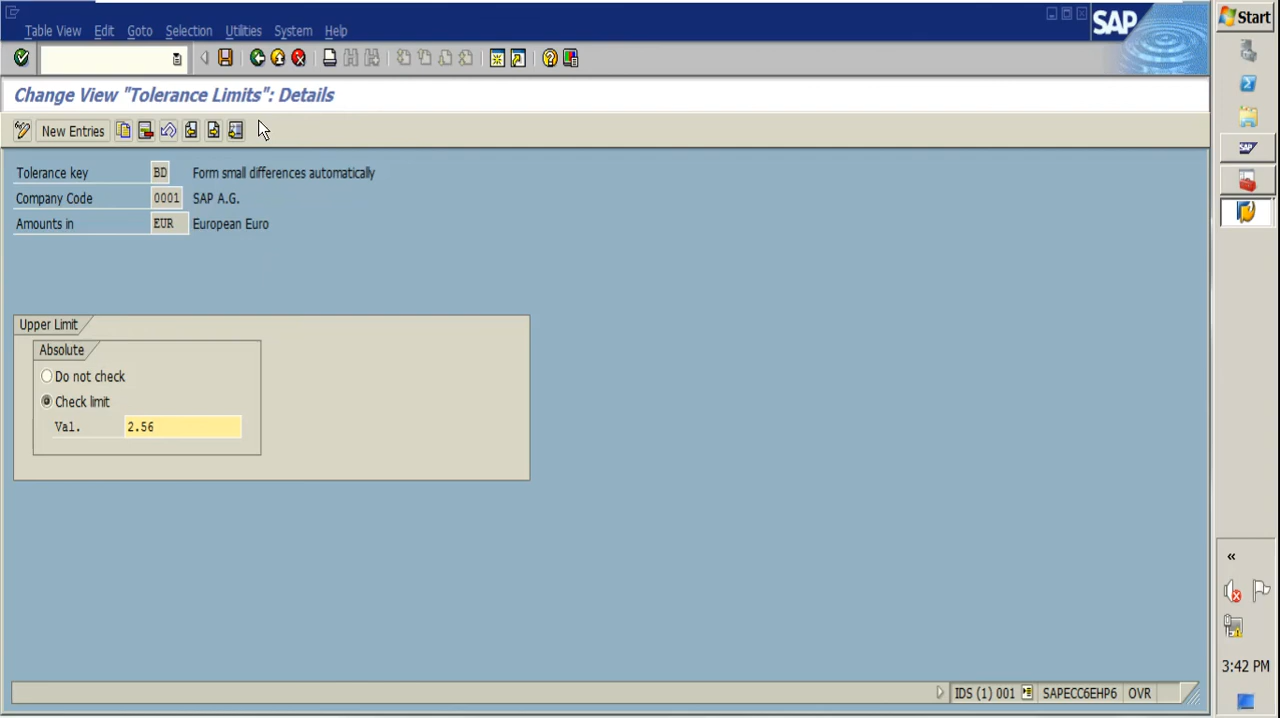 Table View Edit Goto Selection Utilities System Help
SAP
Start
Change View "Tolerance Limits": Details
New Entries
Tolerance key BD Form small differences automatically
Company Code 0001 SAP A.G.
Amounts in EUR European Euro
Upper Limit
Absolute
Do not check
Check limit
Val. 2.56
«
3:42 PM
IDS (1) 001 SAPECC6EHP6 OVR